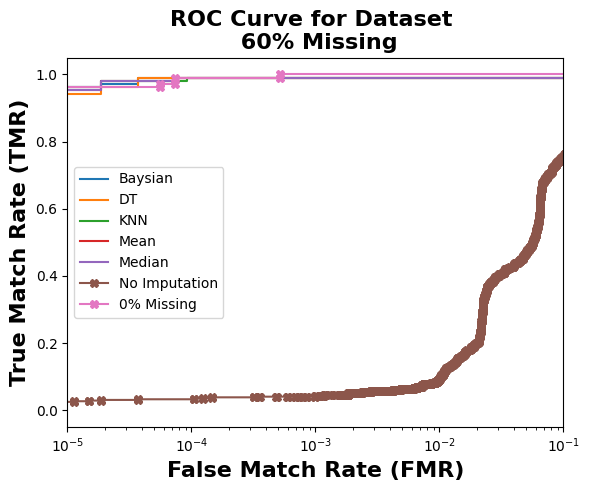 ROC Curve for Dataset
60% Missing
True Match Rate (TMR)
1.0
0.8
0.6
0.4
0.2
0.0
Baysian
DT
KNN
Mean
Median
No Imputation
0% Missing
10⁻⁵
10⁻⁴
10⁻³
10⁻²
10⁻¹
False Match Rate (FMR)